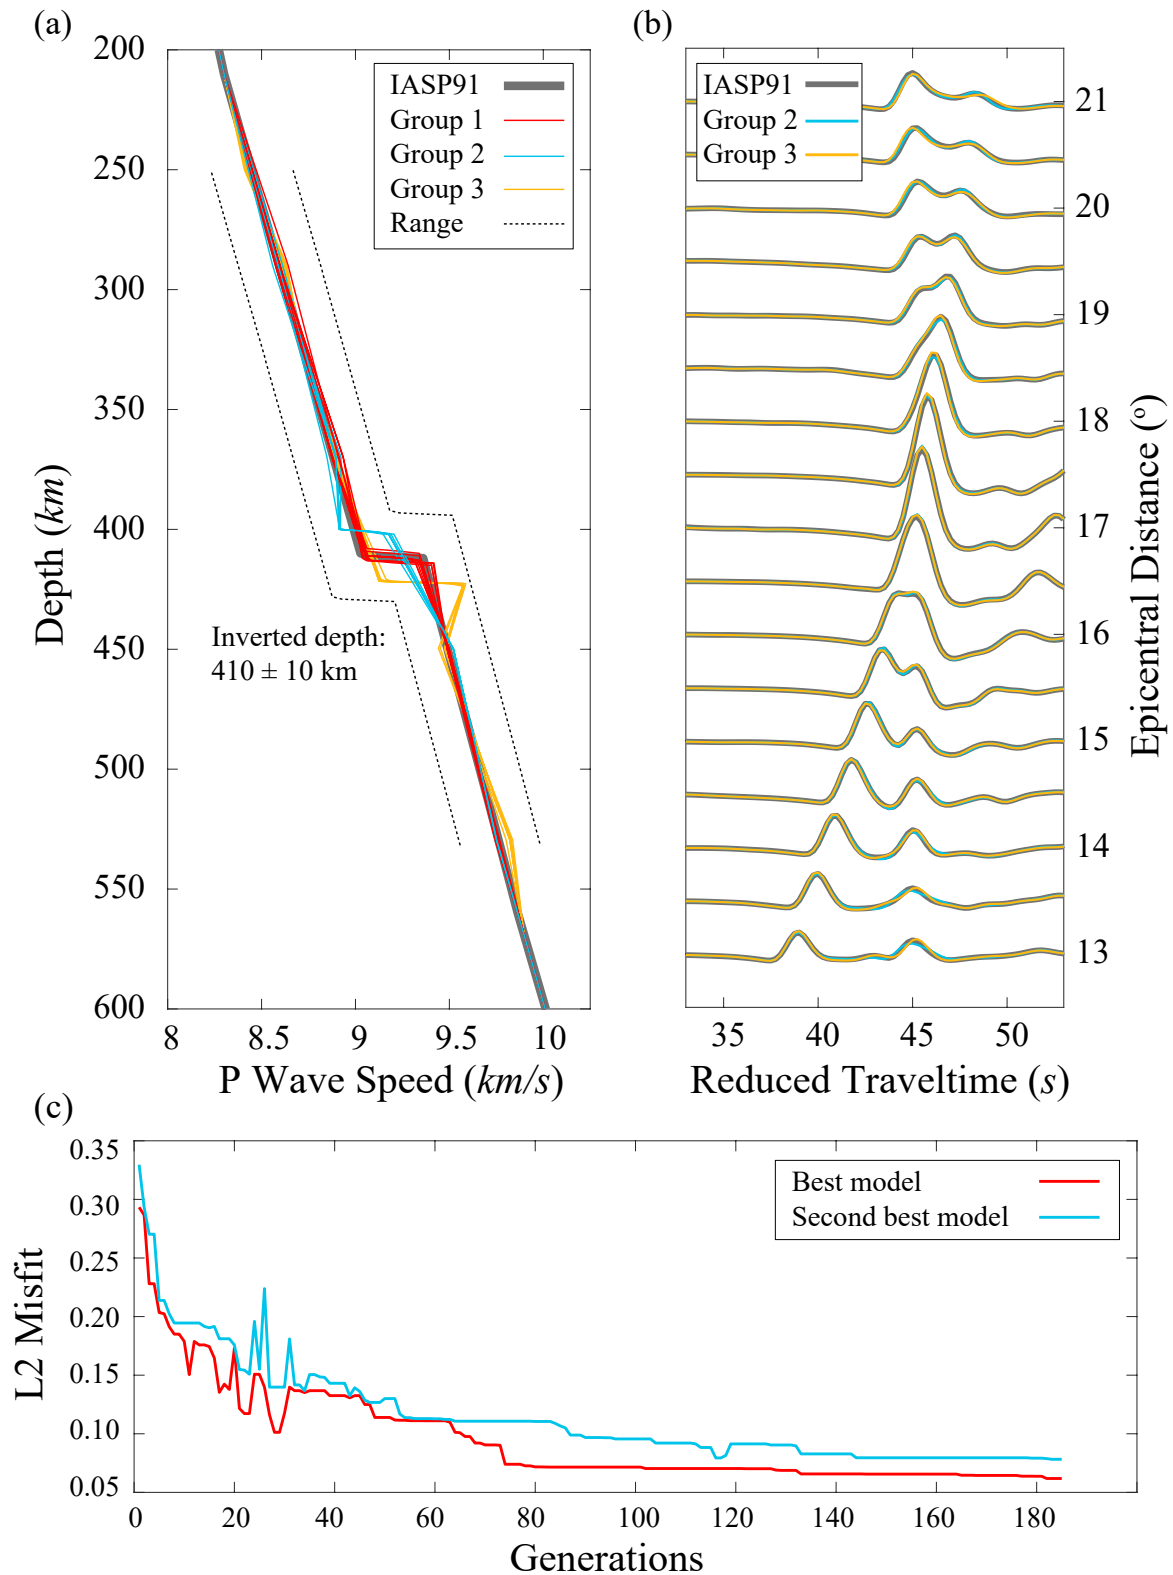 (a)
200
250
300
350
400
450
500
550
600
Depth (km)
8
8.5
9
9.5
10
P Wave Speed (km/s)
IASP91
Group 1
Group 2
Group 3
Range
Inverted depth:
410 ± 10 km
(b)
IASP91
Group 2
Group 3
21
20
19
18
17
16
15
14
13
Epicentral Distance (°)
35
40
45
50
Reduced Traveltime (s)
(c)
0.35
0.30
0.25
0.20
0.15
0.10
0.05
L2 Misfit
Best model
Second best model
0
20
40
60
80
100
120
140
160
180
Generations